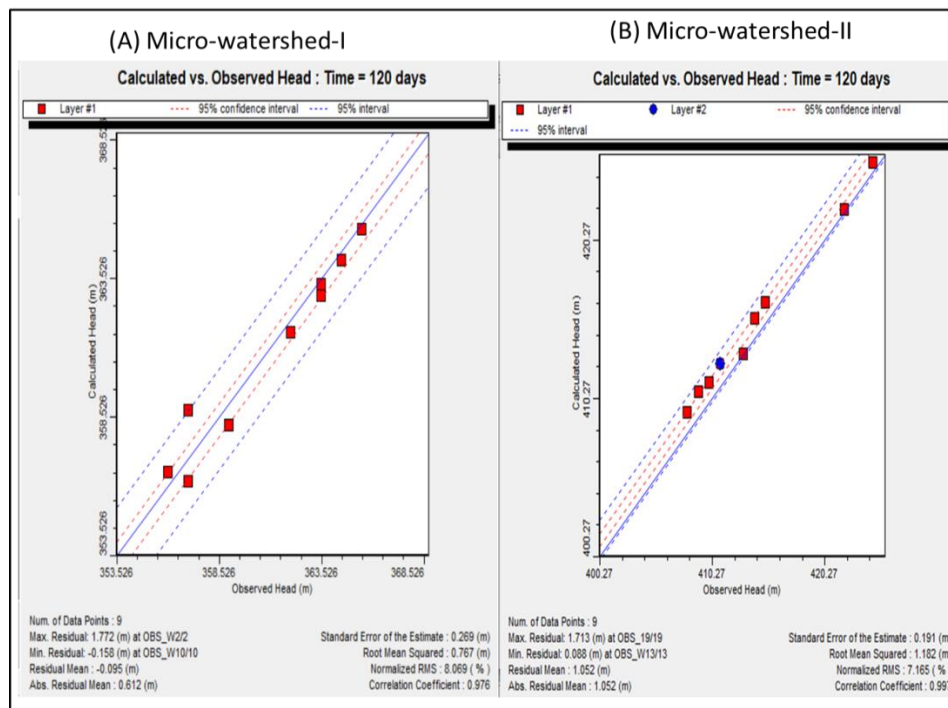 (A) Micro-watershed-I
Calculated vs. Observed Head : Time = 120 days
Layer #1 95% confidence interval 95% interval
368.526
363.526
358.526
353.526
Calculated Head (m)
353.526 358.526 363.526 368.526
Observed Head (m)
Num. of Data Points : 9
Max. Residual: 1.772 (m) at OBS_W2/2
Min. Residual: -0.158 (m) at OBS_W10/10
Residual Mean : -0.095 (m)
Abs. Residual Mean : 0.612 (m)
Standard Error of the Estimate : 0.269 (m)
Root Mean Squared : 0.767 (m)
Normalized RMS : 8.069 ( % )
Correlation Coefficient : 0.976
(B) Micro-watershed-II
Calculated vs. Observed Head : Time = 120 days
Layer #1 Layer #2 95% confidence interval
95% interval
420.27
410.27
400.27
Calculated Head (m)
400.27 410.27 420.27
Observed Head (m)
Num. of Data Points : 9
Max. Residual: 1.713 (m) at OBS_19/19
Min. Residual: 0.088 (m) at OBS_W13/13
Residual Mean : 1.052 (m)
Abs. Residual Mean : 1.052 (m)
Standard Error of the Estimate : 0.191 (m)
Root Mean Squared : 1.182 (m)
Normalized RMS : 7.165 ( %
Correlation Coefficient : 0.997